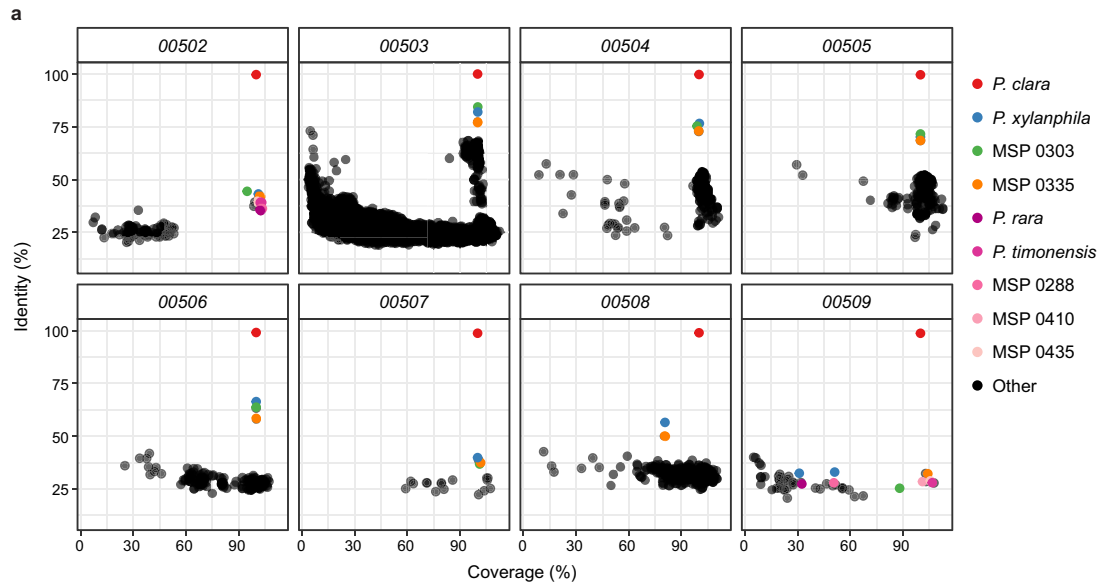 a
00502 00503 00504 00505
100
75
50
25
00506 00507 00508 00509
100
75
50
25
0 30 60 90 0 30 60 90 0 30 60 90 0 30 60 90
Identity (%)
Coverage (%)
P. clara
P. xylanphila
MSP 0303
MSP 0335
P. rara
P. timonensis
MSP 0288
MSP 0410
MSP 0435
Other